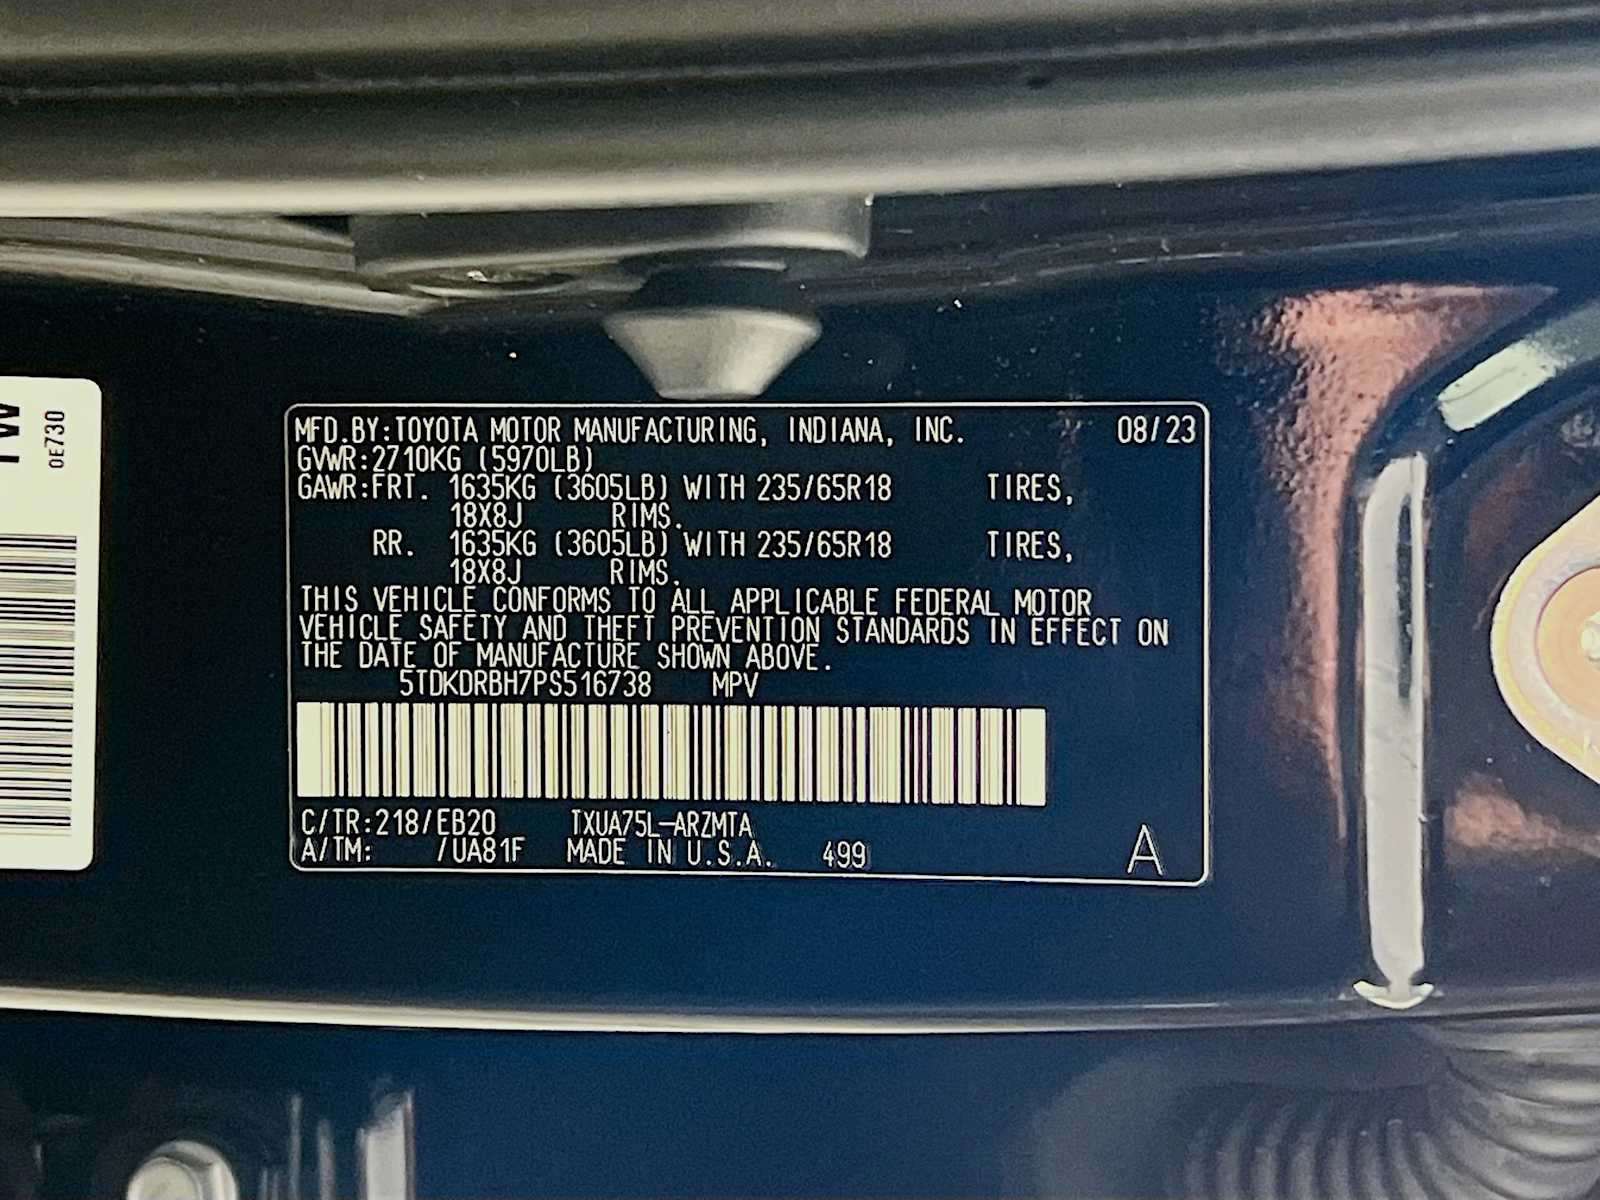 MFD.BY:TOYOTA MOTOR MANUFACTURING, INDIANA, INC. 08/23
GVWR:2710KG (5970LB)
GAWR:FRT. 1635KG (3605LB) WITH 235/65R18 TIRES,
18X8J RIMS.
RR. 1635KG (3605LB) WITH 235/65R18 TIRES,
18X8J RIMS.
THIS VEHICLE CONFORMS TO ALL APPLICABLE FEDERAL MOTOR
VEHICLE SAFETY AND THEFT PREVENTION STANDARDS IN EFFECT ON
THE DATE OF MANUFACTURE SHOWN ABOVE.
5TDKDRBH7PS516738 MPV
C/TR:218/EB20 TXUA75L-ARZMTA
A/TM: /UA81F MADE IN U.S.A. 499
A
0E730